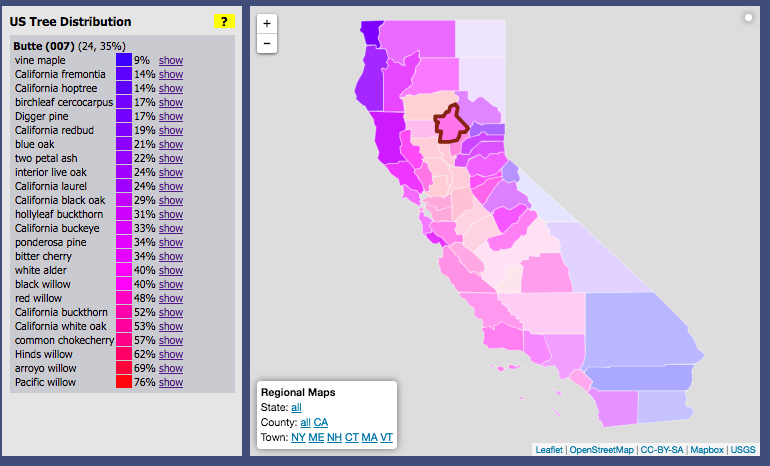 US Tree Distribution ?
Butte (007) (24, 35%)
vine maple 9% show
California fremontia 14% show
California hoptree 14% show
birchleaf cercocarpus 17% show
Digger pine 17% show
California redbud 19% show
blue oak 21% show
two petal ash 22% show
interior live oak 24% show
California laurel 24% show
California black oak 29% show
hollyleaf buckthorn 31% show
California buckeye 33% show
ponderosa pine 34% show
bitter cherry 34% show
white alder 40% show
black willow 40% show
red willow 48% show
California buckthorn 52% show
California white oak 53% show
common chokecherry 57% show
Hinds willow 62% show
arroyo willow 69% show
Pacific willow 76% show
+
−
Regional Maps
State: all
County: all CA
Town: NY ME NH CT MA VT
Leaflet | OpenStreetMap | CC-BY-SA | Mapbox | USGS